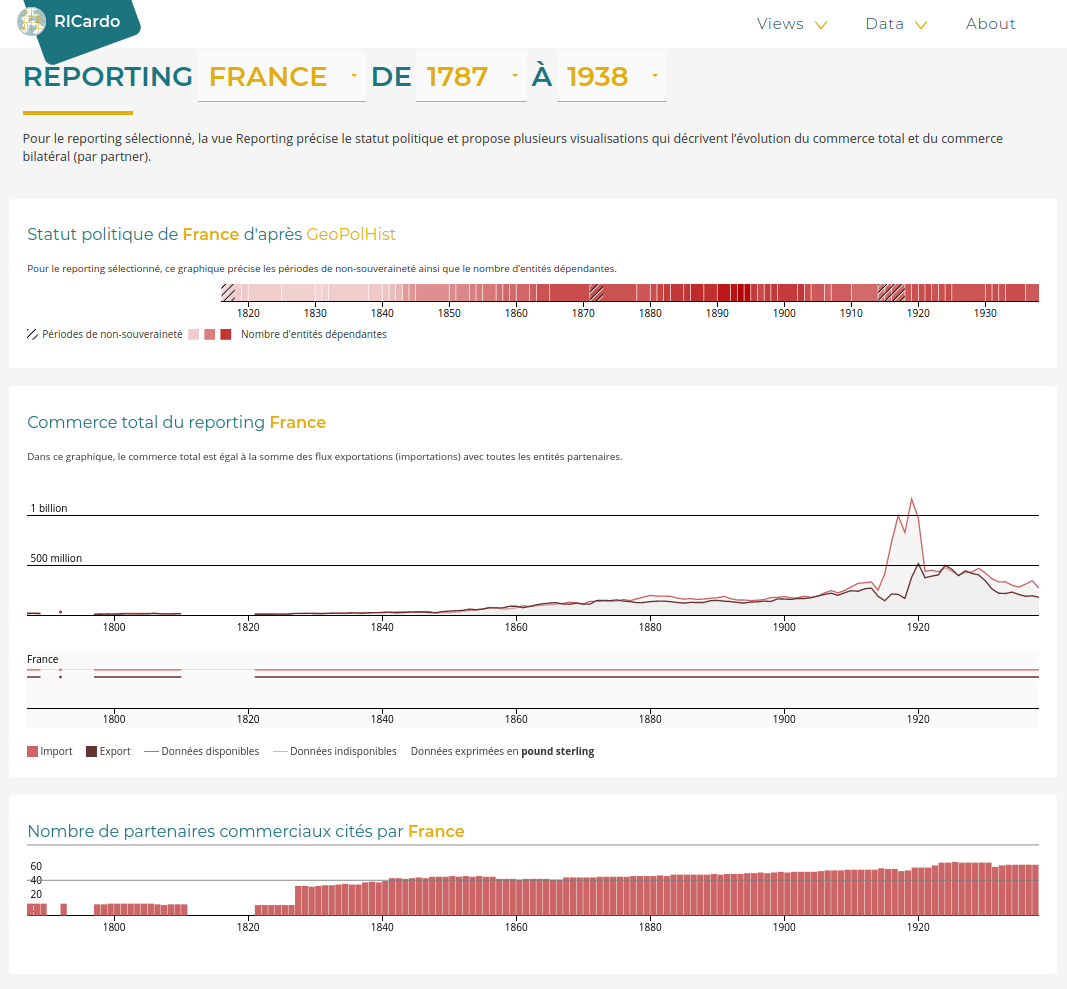 RICardo
Views Data About
REPORTING FRANCE DE 1787 À 1938
Pour le reporting sélectionné, la vue Reporting précise le statut politique et propose plusieurs visualisations qui décrivent l’évolution du commerce total et du commerce
bilatéral (par partner).
Statut politique de France d'après GeoPolHist
Pour le reporting sélectionné, ce graphique précise les périodes de non-souveraineté ainsi que le nombre d’entités dépendantes.
1820 1830 1840 1850 1860 1870 1880 1890 1900 1910 1920 1930
Périodes de non-souveraineté Nombre d'entités dépendantes
Commerce total du reporting France
Dans ce graphique, le commerce total est égal à la somme des flux exportations (importations) avec toutes les entités partenaires.
1 billion
500 million
1800 1820 1840 1860 1880 1900 1920
France
1800 1820 1840 1860 1880 1900 1920
Import Export Données disponibles Données indisponibles Données exprimées en pound sterling
Nombre de partenaires commerciaux cités par France
60
40
20
1800 1820 1840 1860 1880 1900 1920